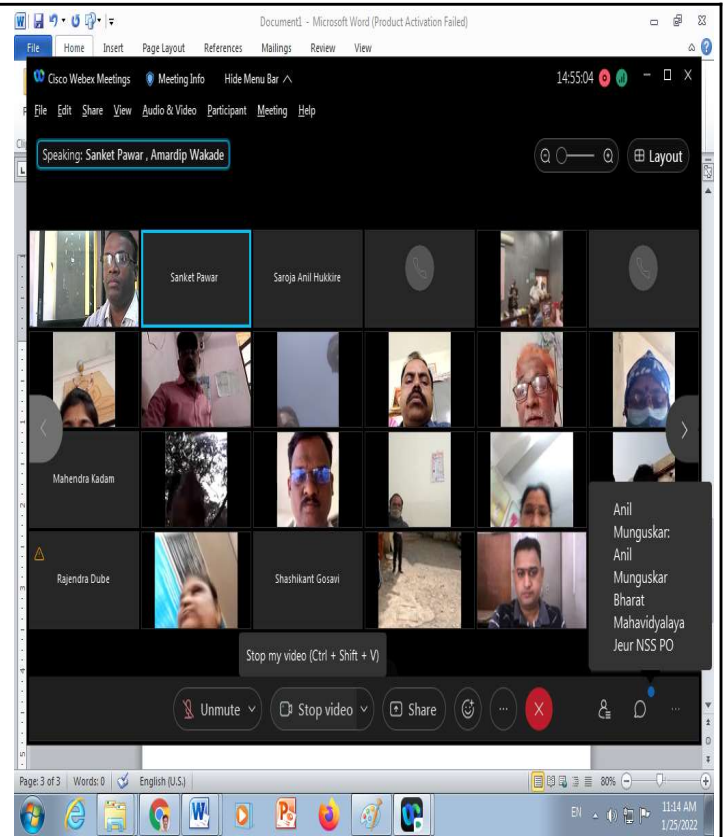 Document1 - Microsoft Word (Product Activation Failed)
File Home Insert Page Layout References Mailings Review View
Cisco Webex Meetings Meeting Info Hide Menu Bar
14:55:04
File Edit Share View Audio & Video Participant Meeting Help
Speaking: Sanket Pawar , Amardip Wakade
Layout
Sanket Pawar
Saroja Anil Hukkire
Mahendra Kadam
Rajendra Dube
Shashikant Gosavi
Anil
Munguskar:
Anil
Munguskar
Bharat
Mahavidyalaya
Jeur NSS PO
Stop my video (Ctrl + Shift + V)
Unmute Stop video Share
Page: 3 of 3 Words: 0 English (U.S.) 80%
EN 11:14 AM
1/25/2022